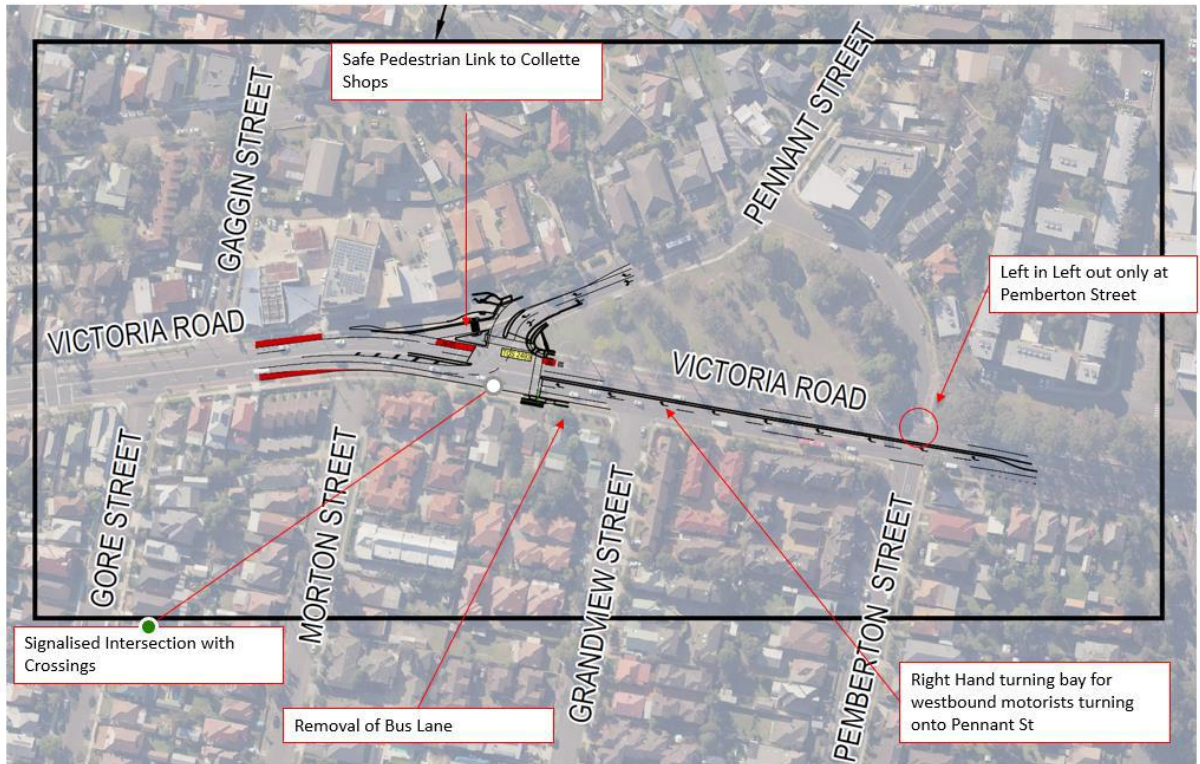 Safe Pedestrian Link to Collette
Shops
PENNANT STREET
GAGGIN STREET
Left in Left out only at
Pemberton Street
VICTORIA ROAD
VICTORIA ROAD
GORE STREET
MORTON STREET
GRANDVIEW STREET
PEMBERTON STREET
Signalised Intersection with
Crossings
Removal of Bus Lane
Right Hand turning bay for
westbound motorists turning
onto Pennant St